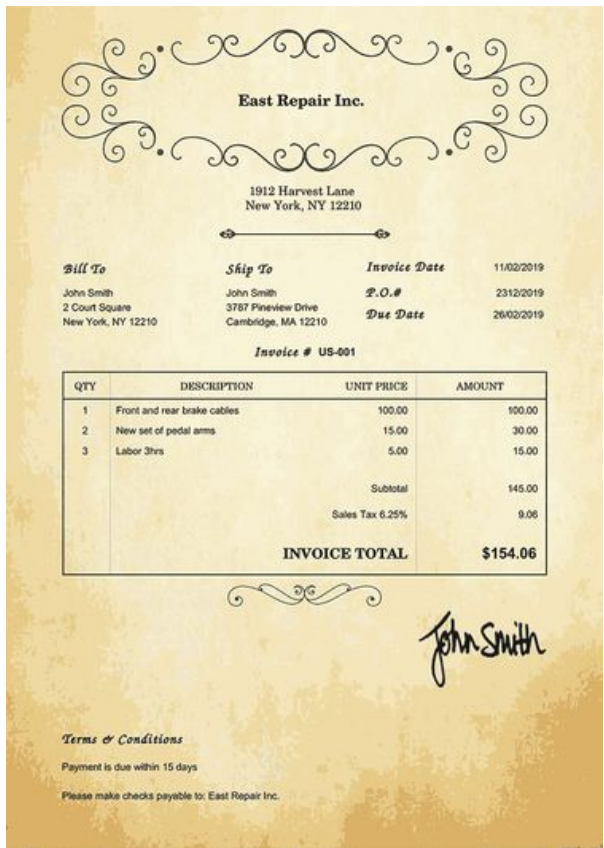 East Repair Inc.
1912 Harvest Lane
New York, NY 12210
Bill To
John Smith
2 Court Square
New York, NY 12210
Ship To
John Smith
3787 Pineview Drive
Cambridge, MA 12210
Invoice Date 11/02/2019
P.O.# 2312/2019
Due Date 26/02/2019
Invoice # US-001
QTY DESCRIPTION UNIT PRICE AMOUNT
1 Front and rear brake cables 100.00 100.00
2 New set of pedal arms 15.00 30.00
3 Labor 3hrs 5.00 15.00
Subtotal 145.00
Sales Tax 6.25% 9.06
INVOICE TOTAL $154.06
John Smith
Terms & Conditions
Payment is due within 15 days
Please make checks payable to: East Repair Inc.